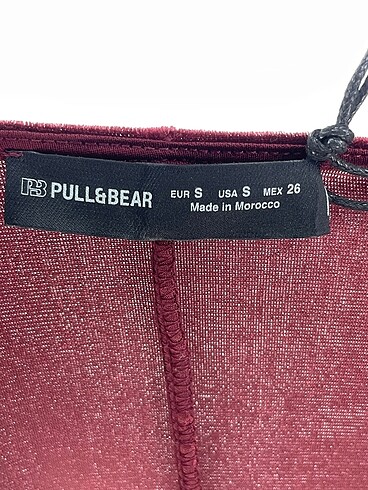 PB PULL&BEAR EUR S USA S MEX 26
Made in Morocco